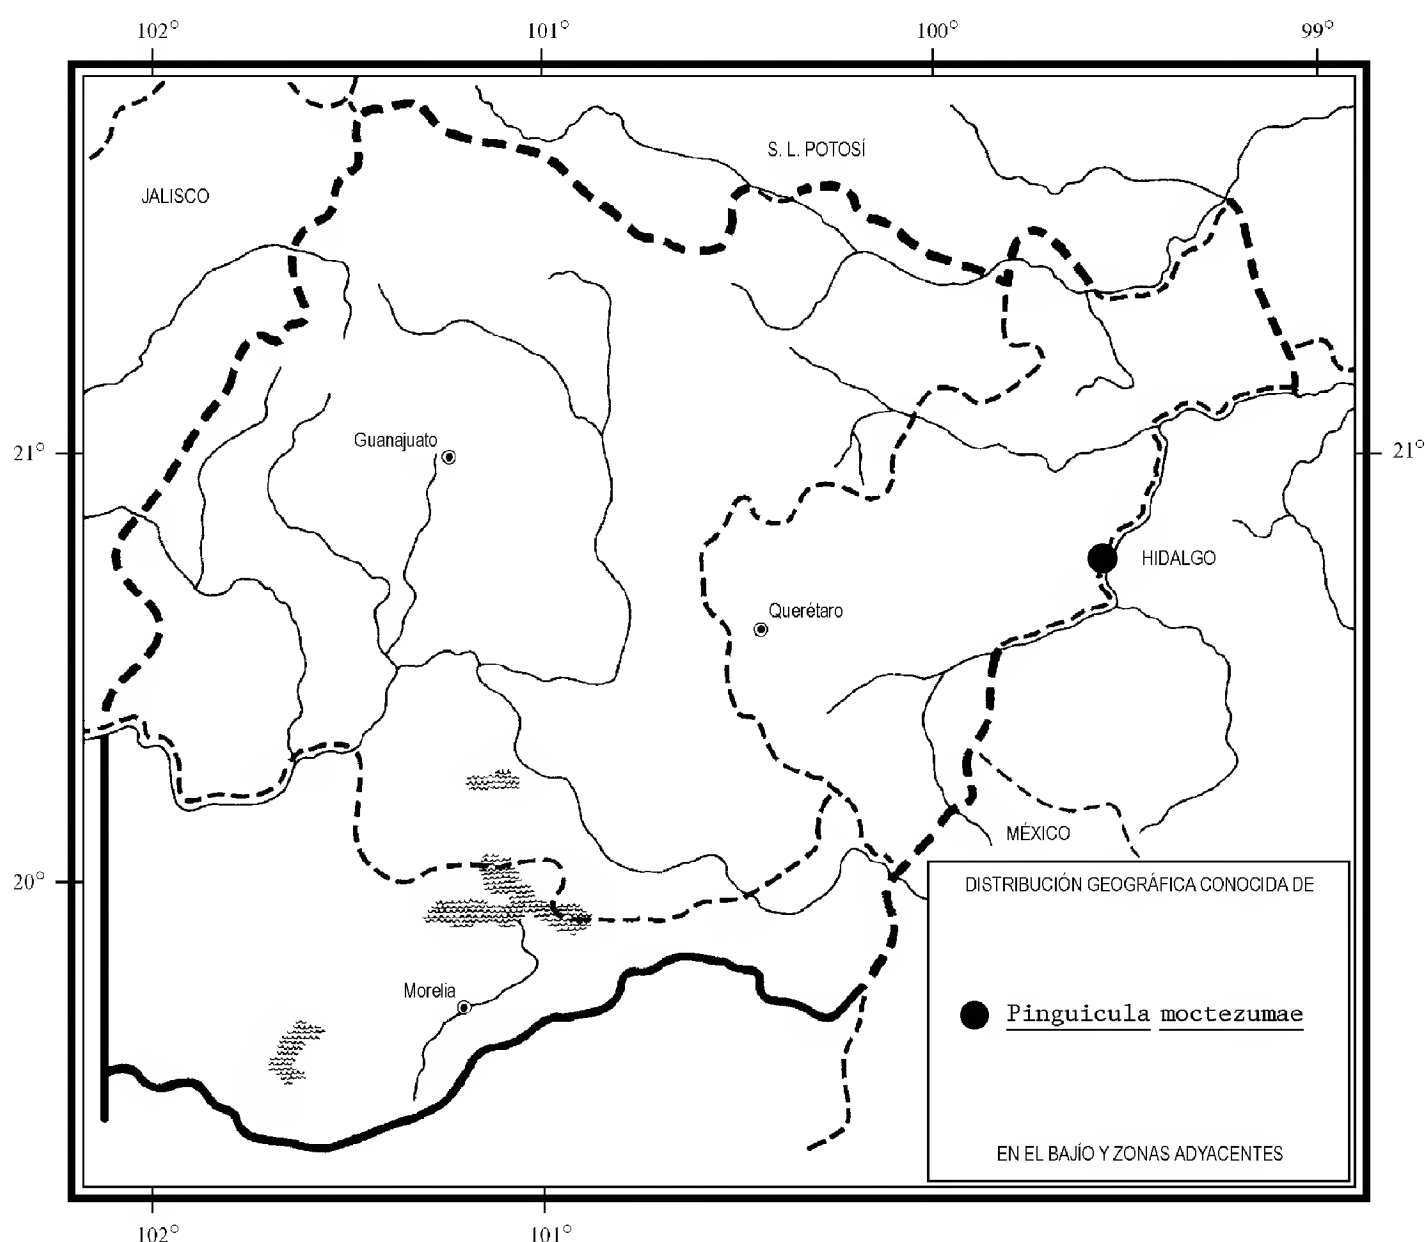 102° 101° 100° 99°
S. L. POTOSÍ
JALISCO
Guanajuato
21° 21°
HIDALGO
Querétaro
MÉXICO
20°
DISTRIBUCIÓN GEOGRÁFICA CONOCIDA DE
Morelia
Pinguicula moctezumae
EN EL BAJÍO Y ZONAS ADYACENTES
102° 101°